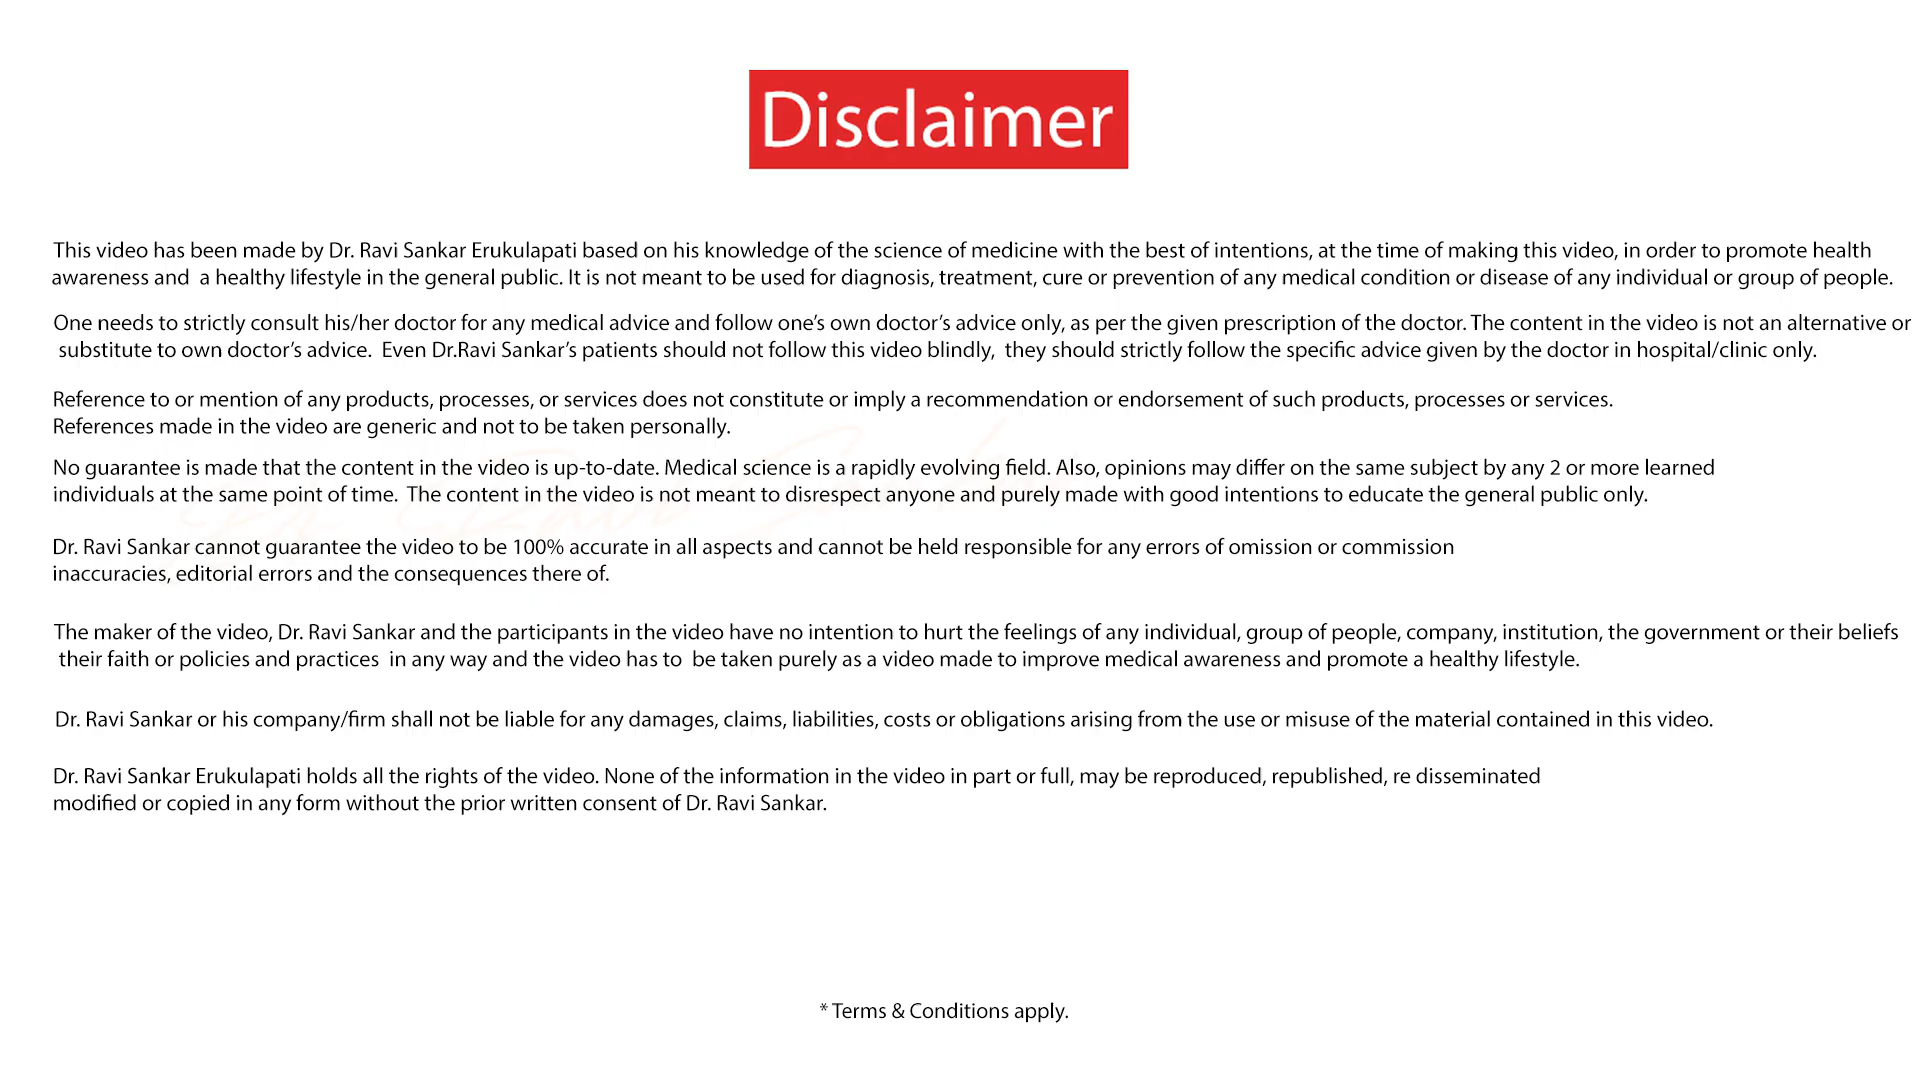 Disclaimer
This video has been made by Dr. Ravi Sankar Erukulapati based on his knowledge of the science of medicine with the best of intentions, at the time of making this video, in order to promote health
awareness and a healthy lifestyle in the general public. It is not meant to be used for diagnosis, treatment, cure or prevention of any medical condition or disease of any individual or group of people.
One needs to strictly consult his/her doctor for any medical advice and follow one’s own doctor’s advice only, as per the given prescription of the doctor. The content in the video is not an alternative or
substitute to own doctor’s advice. Even Dr.Ravi Sankar’s patients should not follow this video blindly, they should strictly follow the specific advice given by the doctor in hospital/clinic only.
Reference to or mention of any products, processes, or services does not constitute or imply a recommendation or endorsement of such products, processes or services.
References made in the video are generic and not to be taken personally.
No guarantee is made that the content in the video is up-to-date. Medical science is a rapidly evolving field. Also, opinions may differ on the same subject by any 2 or more learned
individuals at the same point of time. The content in the video is not meant to disrespect anyone and purely made with good intentions to educate the general public only.
Dr. Ravi Sankar cannot guarantee the video to be 100% accurate in all aspects and cannot be held responsible for any errors of omission or commission
inaccuracies, editorial errors and the consequences there of.
The maker of the video, Dr. Ravi Sankar and the participants in the video have no intention to hurt the feelings of any individual, group of people, company, institution, the government or their beliefs
their faith or policies and practices in any way and the video has to be taken purely as a video made to improve medical awareness and promote a healthy lifestyle.
Dr. Ravi Sankar or his company/firm shall not be liable for any damages, claims, liabilities, costs or obligations arising from the use or misuse of the material contained in this video.
Dr. Ravi Sankar Erukulapati holds all the rights of the video. None of the information in the video in part or full, may be reproduced, republished, re disseminated
modified or copied in any form without the prior written consent of Dr. Ravi Sankar.
* Terms & Conditions apply.